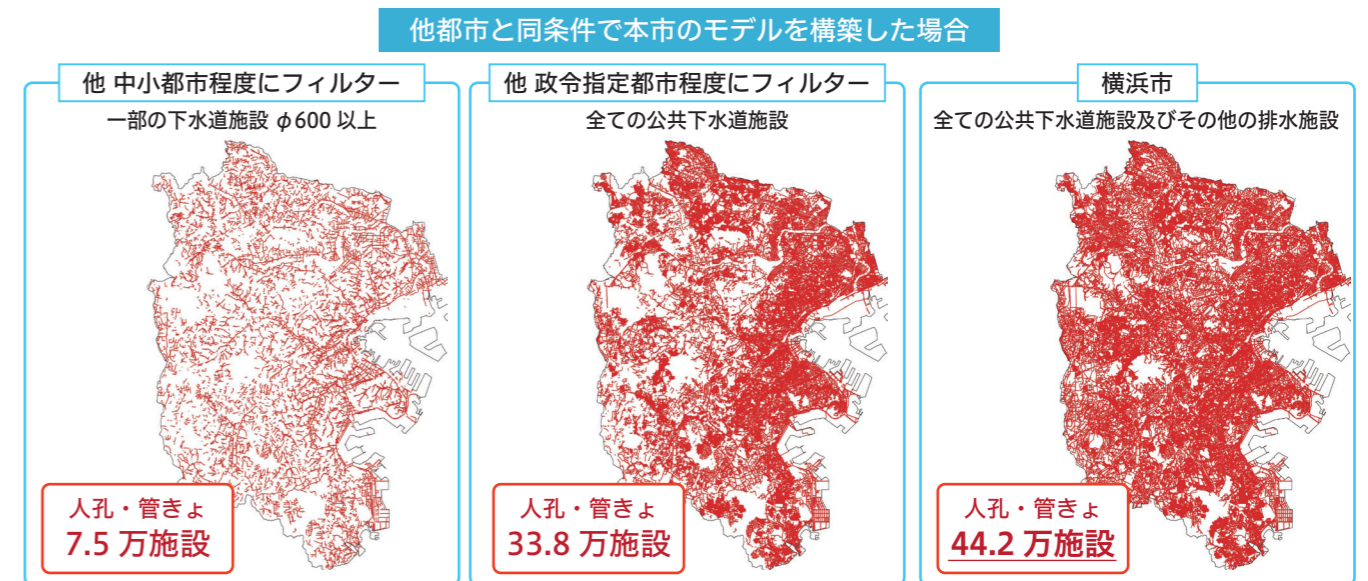 他都市と同条件で本市のモデルを構築した場合
他 中小都市程度にフィルター
一部の下水道施設 φ600 以上
人孔・管きょ
7.5 万施設
他 政令指定都市程度にフィルター
全ての公共下水道施設
人孔・管きょ
33.8 万施設
横浜市
全ての公共下水道施設及びその他の排水施設
人孔・管きょ
44.2 万施設